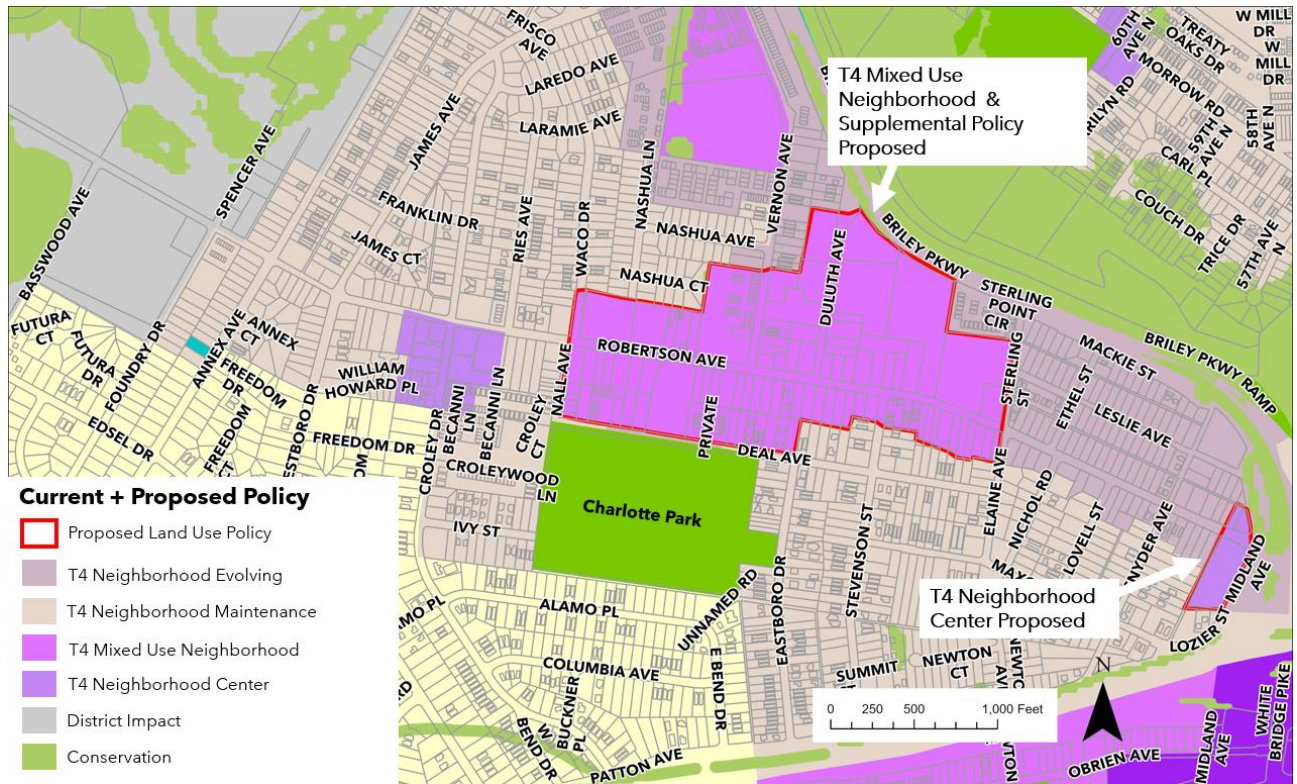 FRISCO
AVE
LAREDO AVE
LARAMIE AVE
JAMES AVE
SPENCER AVE
BASSWOOD AVE
FRANKLIN DR
JAMES CT
RIES AVE
WACO DR
NASHUA LN
NASHUA AVE
NASHUA CT
VERNON AVE
T4 Mixed Use
Neighborhood &
Supplemental Policy
Proposed
60TH
AVE N
TREATY
OAKS DR
W MILL
DR
W MILL
DR
MORROW RD
59TH
AVE N
58TH
AVE N
CARL PL
COUCH DR
TRICE DR
57TH AVE
N
DULUTH AVE
BRILEY PKWY
STERLING
POINT
CIR
STERLING
ST
MACKIE ST
BRILEY PKWY RAMP
ETHEL ST
LESLIE AVE
FUTURA
CT
FUTURA
DR
FOUNDRY DR
ANNEX AVE
ANNEX
CT
FREEDOM
DR
FREEDOM
CT
EDSEL DR
WILLIAM
HOWARD PL
FREEDOM DR
CROLEY DR
BECANNI
LN
BECANNI LN
CROLEY
CT
NALL AVE
ROBERTSON AVE
PRIVATE
DEAL AVE
CROLEYWOOD
LN
IVY ST
Charlotte Park
ELAINE AVE
NICHOL RD
LOVELL ST
SNYDER AVE
MIDLAND
AVE
LOZIER ST
STEVENSON ST
EASTBORO DR
UNNAMED RD
ALAMO PL
COLUMBIA AVE
BUCKNER
PL
E BEND DR
SUMMIT
NEWTON
CT
PATTON AVE
OBRIEN AVE
MIDLAND
AVE
WHITE
BRIDGE PIKE
T4 Neighborhood
Center Proposed
N
0 250 500 1,000 Feet
Current + Proposed Policy
Proposed Land Use Policy
T4 Neighborhood Evolving
T4 Neighborhood Maintenance
T4 Mixed Use Neighborhood
T4 Neighborhood Center
District Impact
Conservation